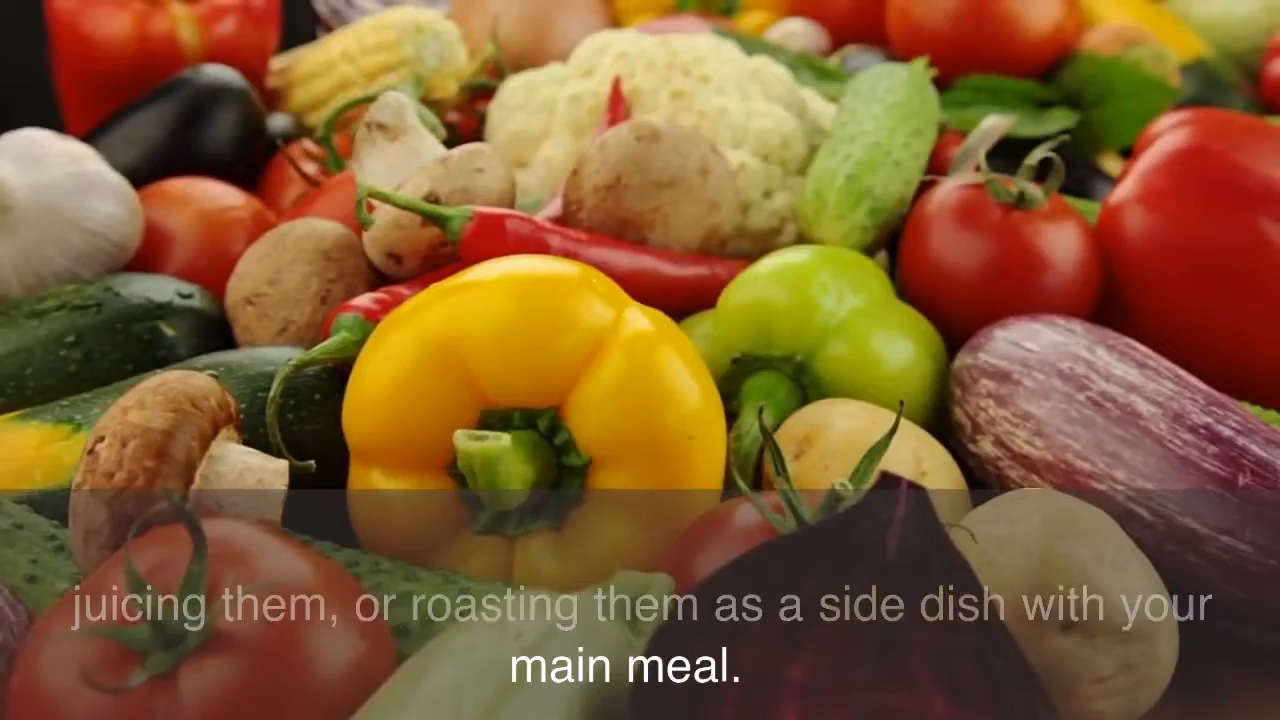 juicing them, or roasting them as a side dish with your
main meal.